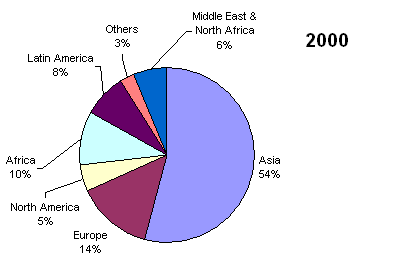 Middle East &
North Africa
6%
2000
Others
3%
Latin America
8%
Africa
10%
Asia
54%
North America
5%
Europe
14%